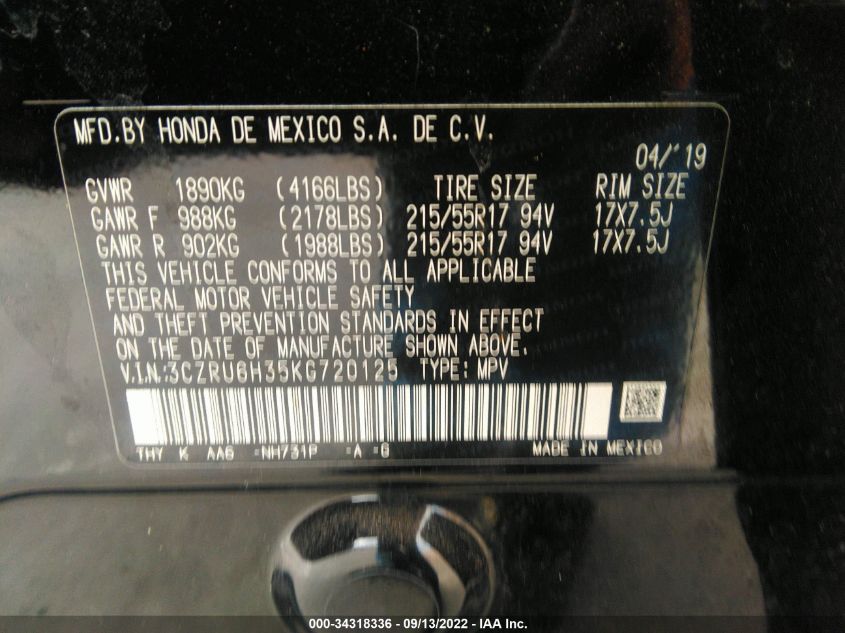 MFD.BY HONDA DE MEXICO S.A. DE C.V.
04/'19
GVWR 1890KG (4166LBS) TIRE SIZE RIM SIZE
GAWR F 988KG (2178LBS) 215/55R17 94V 17X7.5J
GAWR R 902KG (1988LBS) 215/55R17 94V 17X7.5J
THIS VEHICLE CONFORMS TO ALL APPLICABLE
FEDERAL MOTOR VEHICLE SAFETY
AND THEFT PREVENTION STANDARDS IN EFFECT
ON THE DATE OF MANUFACTURE SHOWN ABOVE.
V.I.N.:3CZRU6H35KG720125 TYPE: MPV
THY K AA6 -NH731P -A -G MADE IN MEXICO
000-34318336 - 09/13/2022 - IAA Inc.